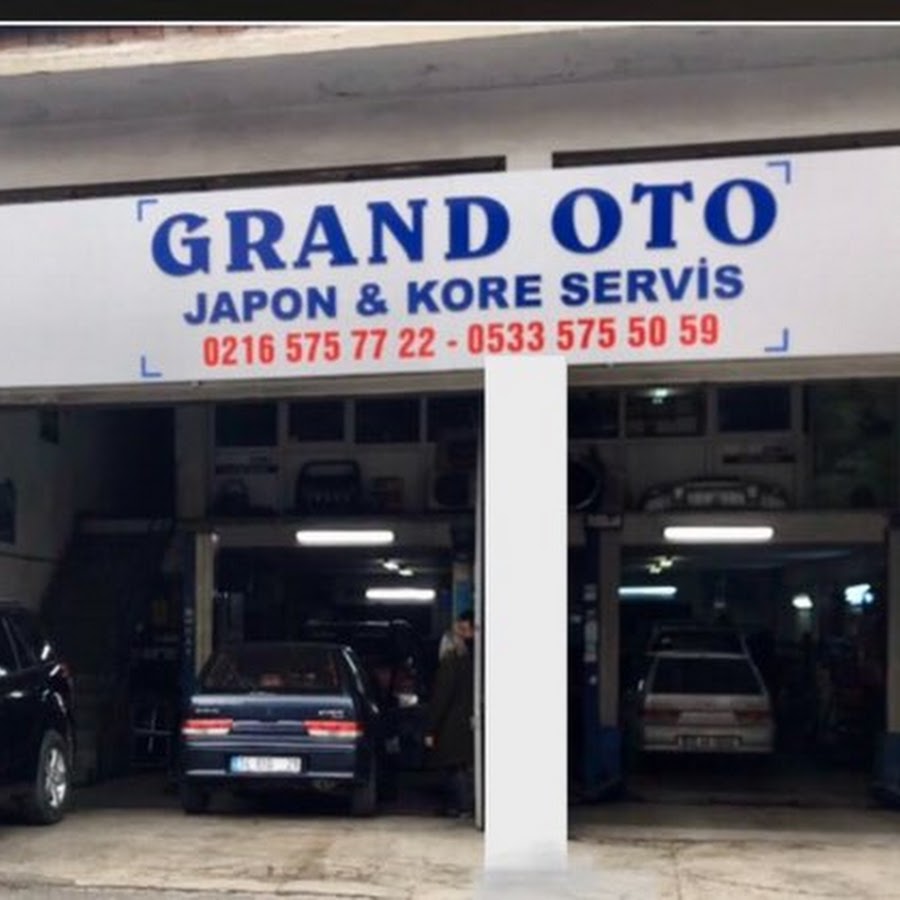 GRAND OTO
JAPON & KORE SERVİS
0216 575 77 22 - 0533 575 50 59